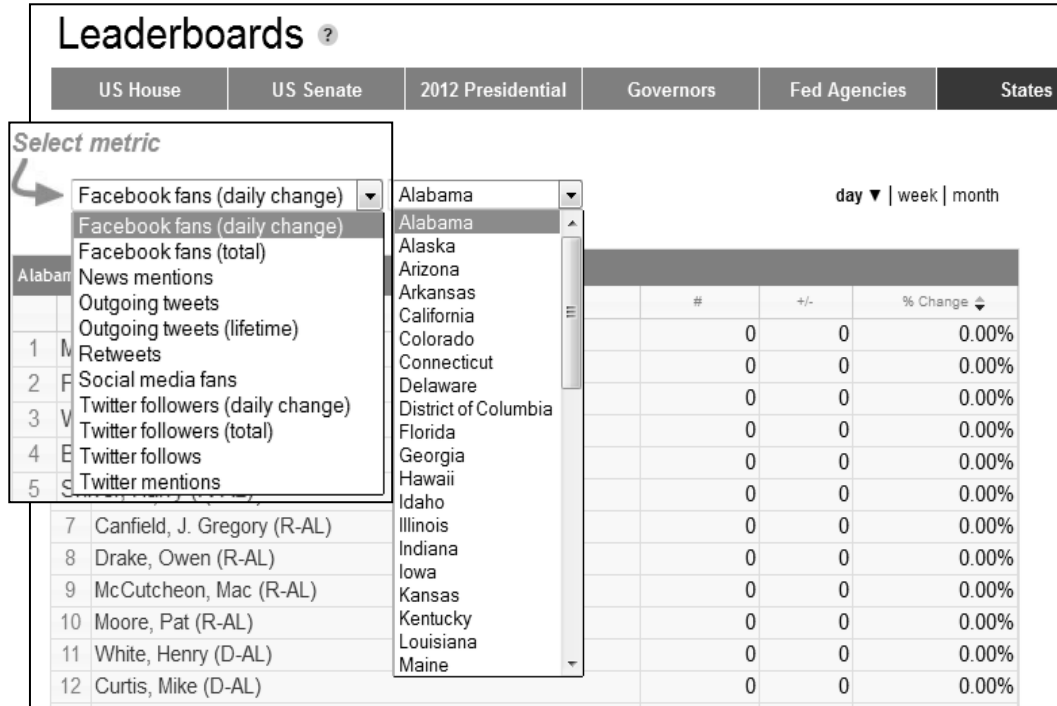 Leaderboards ?
US House US Senate 2012 Presidential Governors Fed Agencies States
Select metric
Facebook fans (daily change) Alabama day ▼ | week | month
Facebook fans (daily change)
Facebook fans (total)
News mentions
Outgoing tweets
Outgoing tweets (lifetime)
Retweets
Social media fans
Twitter followers (daily change)
Twitter followers (total)
Twitter follows
Twitter mentions
Alabama
Alaska
Arizona
Arkansas
California
Colorado
Connecticut
Delaware
District of Columbia
Florida
Georgia
Hawaii
Idaho
Illinois
Indiana
Iowa
Kansas
Kentucky
Louisiana
Maine
# +/- % Change
1 0 0 0.00%
2 0 0 0.00%
3 0 0 0.00%
4 0 0 0.00%
5 0 0 0.00%
0 0 0.00%
7 Canfield, J. Gregory (R-AL) 0 0 0.00%
8 Drake, Owen (R-AL) 0 0 0.00%
9 McCutcheon, Mac (R-AL) 0 0 0.00%
10 Moore, Pat (R-AL) 0 0 0.00%
11 White, Henry (D-AL) 0 0 0.00%
12 Curtis, Mike (D-AL) 0 0 0.00%